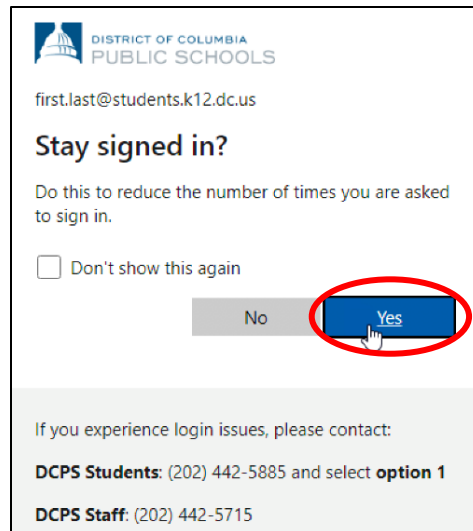 DISTRICT OF COLUMBIA
PUBLIC SCHOOLS
first.last@students.k12.dc.us
Stay signed in?
Do this to reduce the number of times you are asked
to sign in.
Don't show this again
No
Yes
If you experience login issues, please contact:
DCPS Students: (202) 442-5885 and select option 1
DCPS Staff: (202) 442-5715